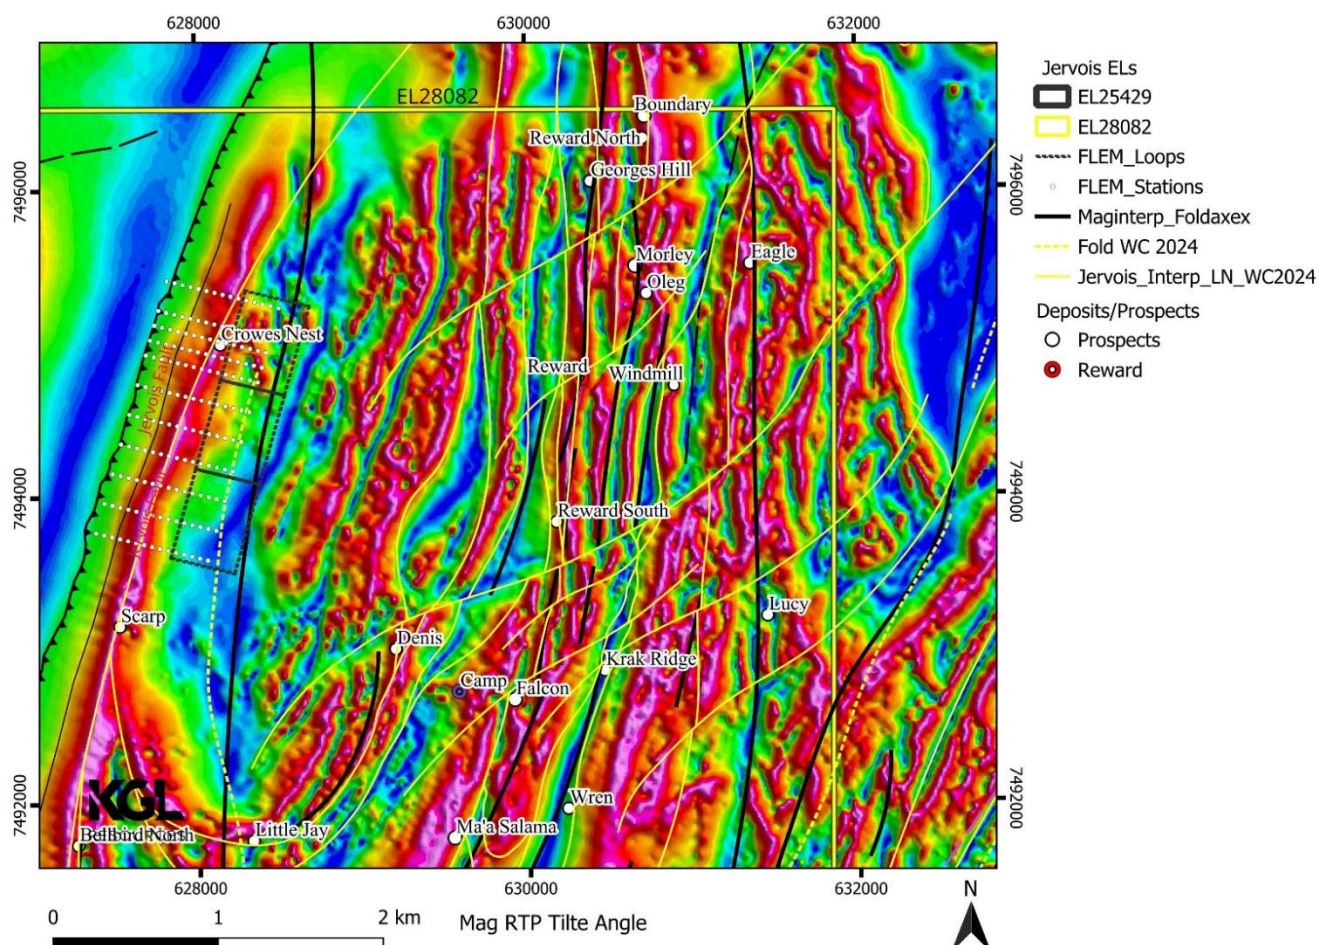 628000
630000
632000
EL28082
Boundary
Reward North
Georges Hill
Morley
Eagle
Oleg
Crowes Nest
Reward
Windmill
Reward South
Scarp
Lucy
Denis
Krak Ridge
Camp
Falcon
Wren
KGL
Bellbird North
Little Jay
Ma'a Salama
7496000
7494000
7492000
7496000
7494000
7492000
628000
630000
632000
0
1
2 km
Mag RTP Tilte Angle
N
Jervois ELs
EL25429
EL28082
FLEM_Loops
FLEM_Stations
Maginterp_Foldaxex
Fold WC 2024
Jervois_Interp_LN_WC2024
Deposits/Prospects
Prospects
Reward
Jervois Fault